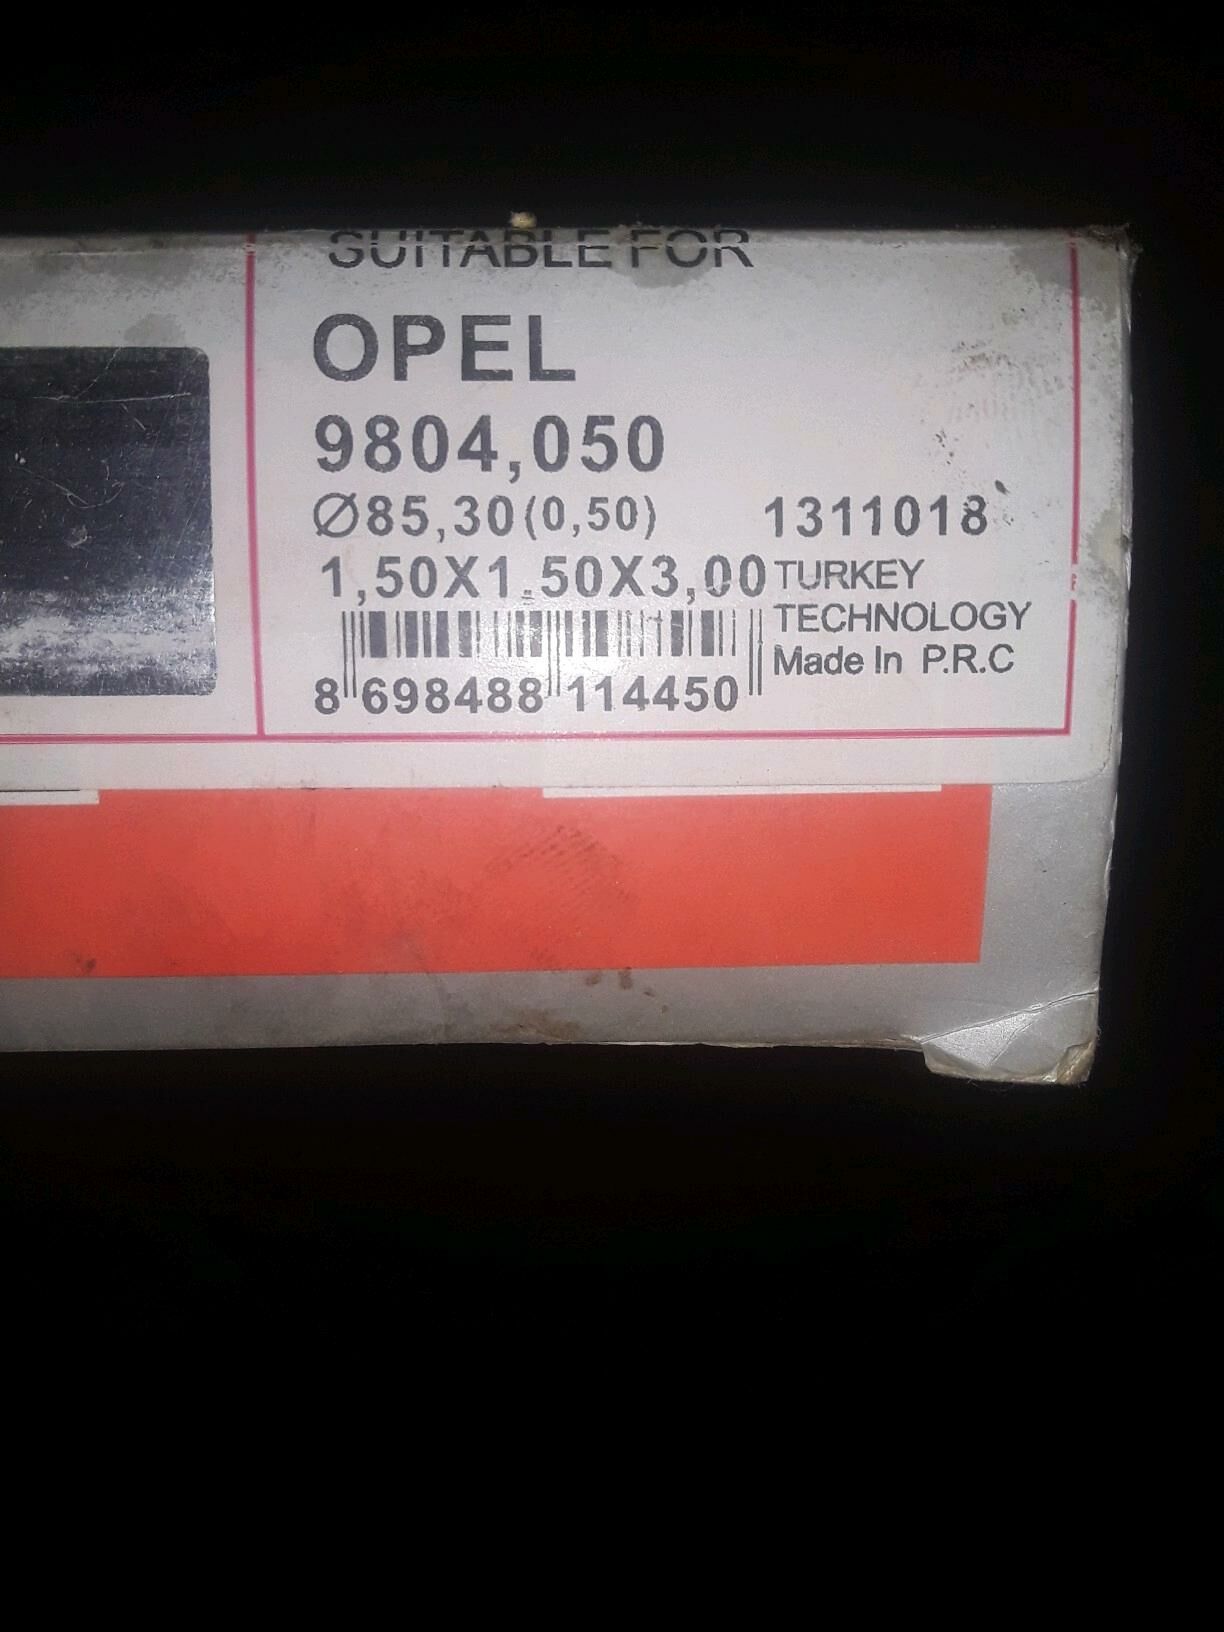 SUITABLE FOR
OPEL
9804,050
Ø85,30(0,50) 1311018
1,50X1.50X3,00 TURKEY
TECHNOLOGY
Made In P.R.C
8 698488 114450